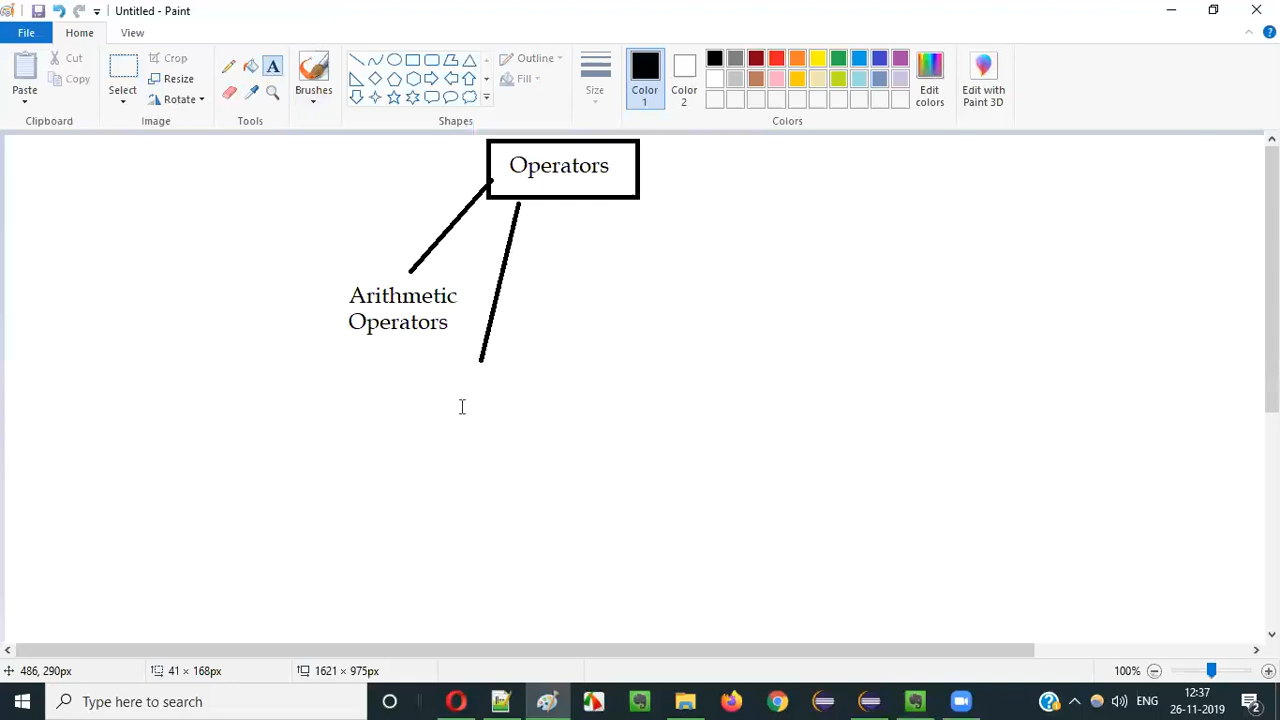 Untitled - Paint
File
Home
View
Paste
Cut
Copy
Clipboard
Select
Crop
Resize
Rotate
Image
A
Tools
Brushes
Shapes
Outline
Fill
Size
Color 1
Color 2
Edit colors
Edit with Paint 3D
Colors
Operators
Arithmetic
Operators
486, 290px
41 × 168px
1621 × 975px
100%
Type here to search
ENG
12:37
26-11-2019
2